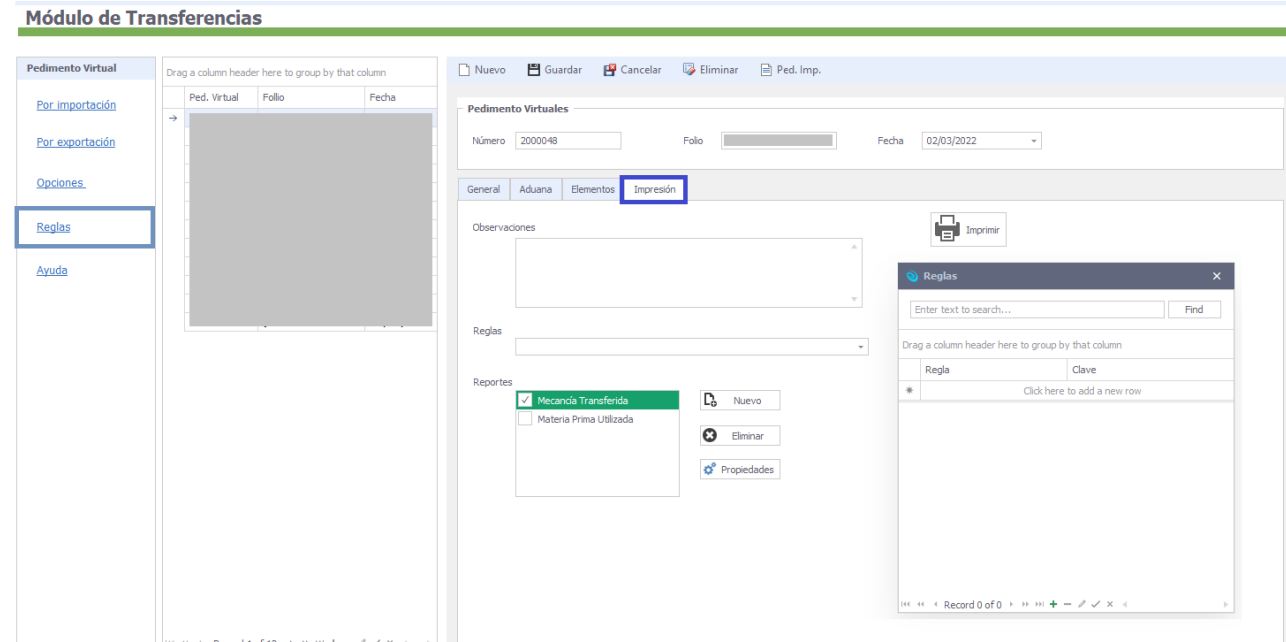 Módulo de Transferencias
Pedimento Virtual
Por importación
Por exportación
Opciones
Reglas
Ayuda
Drag a column header here to group by that column
Ped. Virtual Follio Fecha
Nuevo Guardar Cancelar Eliminar Ped. Imp.
Pedimento Virtuales
Número 2000048 Folio Fecha 02/03/2022
General Aduana Elementos Impresión
Observaciones
Imprimir
Reglas
Reportes
Mecancía Transferida
Materia Prima Utilizada
Nuevo
Eliminar
Propiedades
Reglas
Enter text to search... Find
Drag a column header here to group by that column
Regla Clave
Click here to add a new row
Record 0 of 0